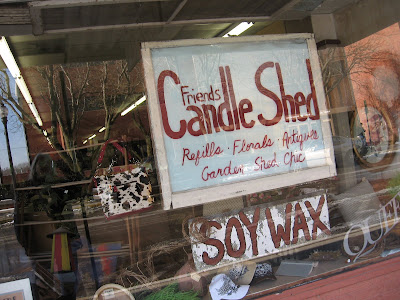 Friends
Candle Shed
Refills · Florals · Antiques
Garden · Shed · Chic
SOY WAX